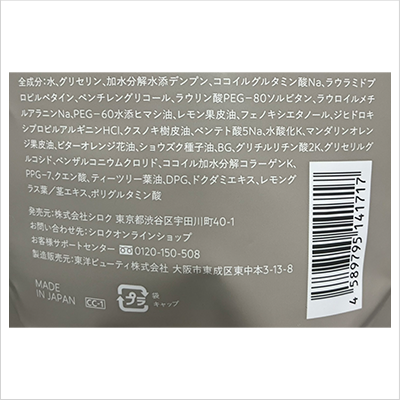 全成分：水、グリセリン、加水分解水添デンプン、ココイルグルタミン酸Na、ラウラミドプ
ロピルベタイン、ペンチレングリコール、ラウリン酸PEG－80ソルビタン、ラウロイルメチ
ルアラニンNa、PEG－60水添ヒマシ油、レモン果皮油、フェノキシエタノール、ジヒドロキ
シプロピルアルギニンHCl、クスノキ樹皮油、ペンテト酸5Na、水酸化K、マンダリンオレン
ジ果皮油、ビターオレンジ花油、ショウズク種子油、BG、グリチルリチン酸2K、グリセリルグ
ルコシド、ベンザルコニウムクロリド、ココイル加水分解コラーゲンK、
PPG－7、クエン酸、ティーツリー葉油、DPG、ドクダミエキス、レモング
ラス葉／茎エキス、ポリグルタミン酸
発売元：株式会社シロク 東京都渋谷区宇田川町40-1
お問い合わせ先：シロクオンラインショップ
お客様サポートセンター 0120-150-508
製造販売元：東洋ビューティ株式会社 大阪市東成区東中本3-13-8
MADE
IN JAPAN
CC-1
プラ
袋
キャップ
4 589795 141717